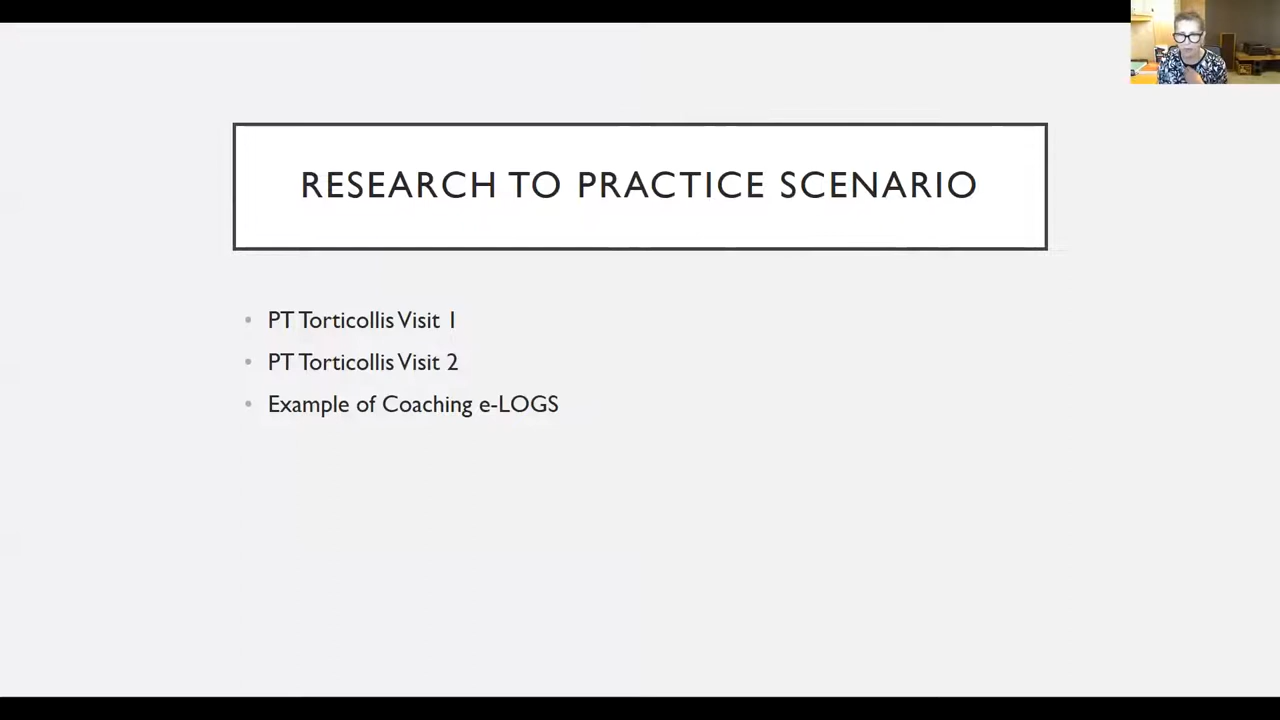 RESEARCH TO PRACTICE SCENARIO
• PT Torticollis Visit 1
• PT Torticollis Visit 2
• Example of Coaching e-LOGS